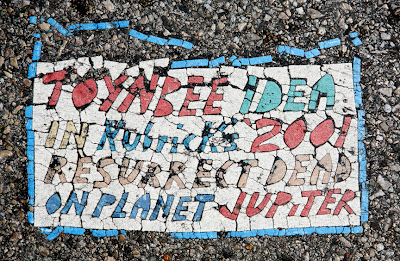 TOYNBEE IDEA
IN KubRicK's '2001
RESURRECT DEAD
ON PLANET JUPiTER